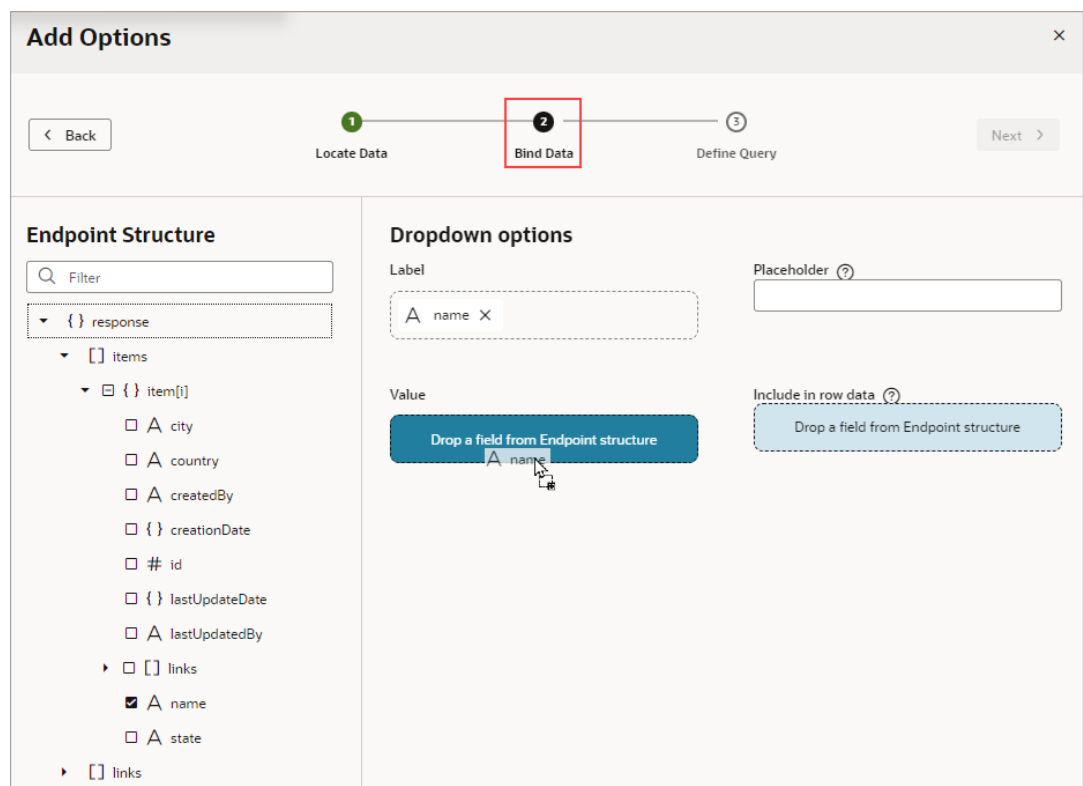 Add Options
Back
1
2
3
Next
Locate Data
Bind Data
Define Query
Endpoint Structure
Filter
{ } response
[ ] items
{ } item[i]
A city
A country
A createdBy
{ } creationDate
# id
{ } lastUpdateDate
A lastUpdatedBy
[ ] links
A name
A state
[ ] links
Dropdown options
Label
A name
Placeholder ?
Value
Drop a field from Endpoint structure
A name
Include in row data ?
Drop a field from Endpoint structure